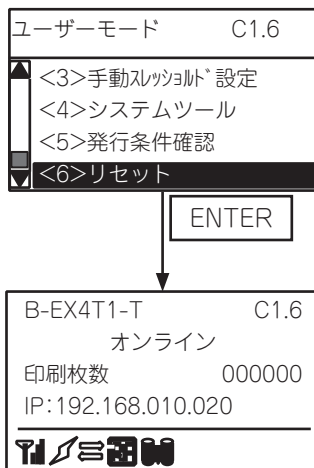 ユーザーモード C1.6
<3>手動ｽﾚｯｼｮﾙﾄﾞ設定
<4>システムツール
<5>発行条件確認
<6>リセット
ENTER
B-EX4T1-T C1.6
オンライン
印刷枚数 000000
IP:192.168.010.020